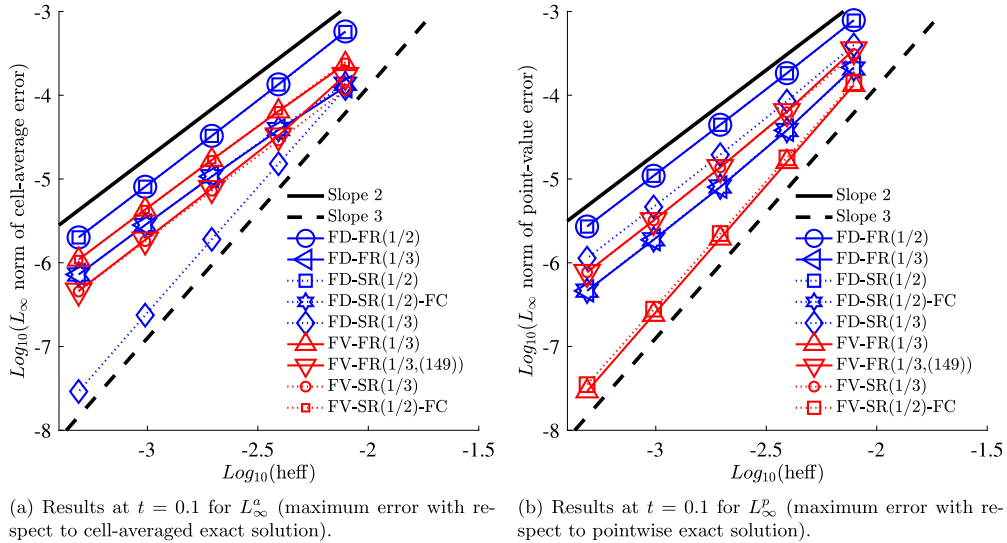 -3
-4
-5
-6
-7
-8
-3
-2.5
-2
-1.5
Log10(L∞ norm of cell-average error)
Log10(heff)
Slope 2
Slope 3
FD-FR(1/2)
FD-FR(1/3)
FD-SR(1/2)
FD-SR(1/2)-FC
FD-SR(1/3)
FV-FR(1/3)
FV-FR(1/3,(149))
FV-SR(1/3)
FV-SR(1/2)-FC
(a) Results at t = 0.1 for L^a_∞ (maximum error with re-
spect to cell-averaged exact solution).
-3
-4
-5
-6
-7
-8
-3
-2.5
-2
-1.5
Log10(L∞ norm of point-value error)
Log10(heff)
Slope 2
Slope 3
FD-FR(1/2)
FD-FR(1/3)
FD-SR(1/2)
FD-SR(1/2)-FC
FD-SR(1/3)
FV-FR(1/3)
FV-FR(1/3,(149))
FV-SR(1/3)
FV-SR(1/2)-FC
(b) Results at t = 0.1 for L^p_∞ (maximum error with re-
spect to pointwise exact solution).